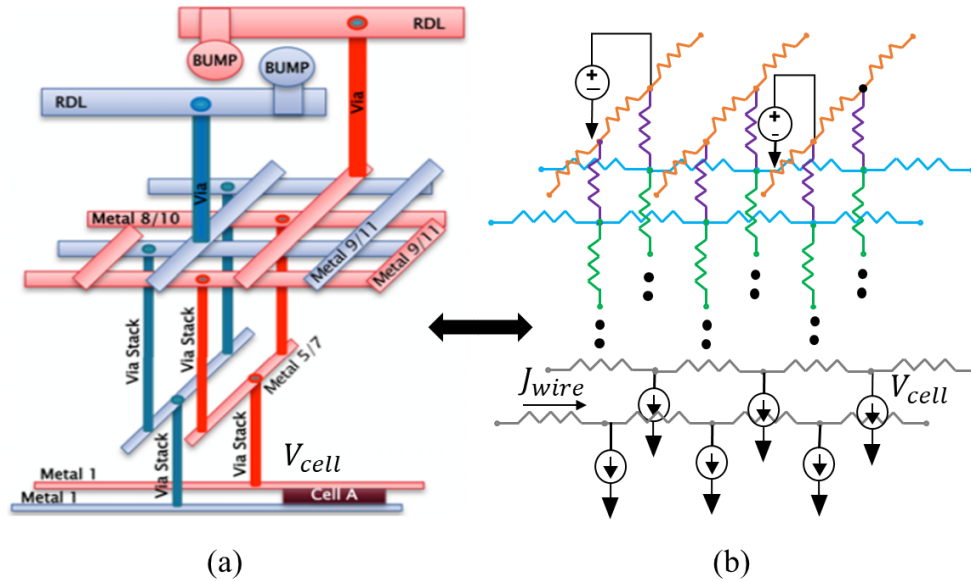 RDL
BUMP
BUMP
RDL
Via
Via
Metal 8/10
Metal 9/11
Metal 9/11
Via Stack
Via Stack
Metal 5/7
Via Stack
Via Stack
V_cell
Metal 1
Metal 1
Cell A
(a)
+
−
+
−
J_wire
V_cell
(b)